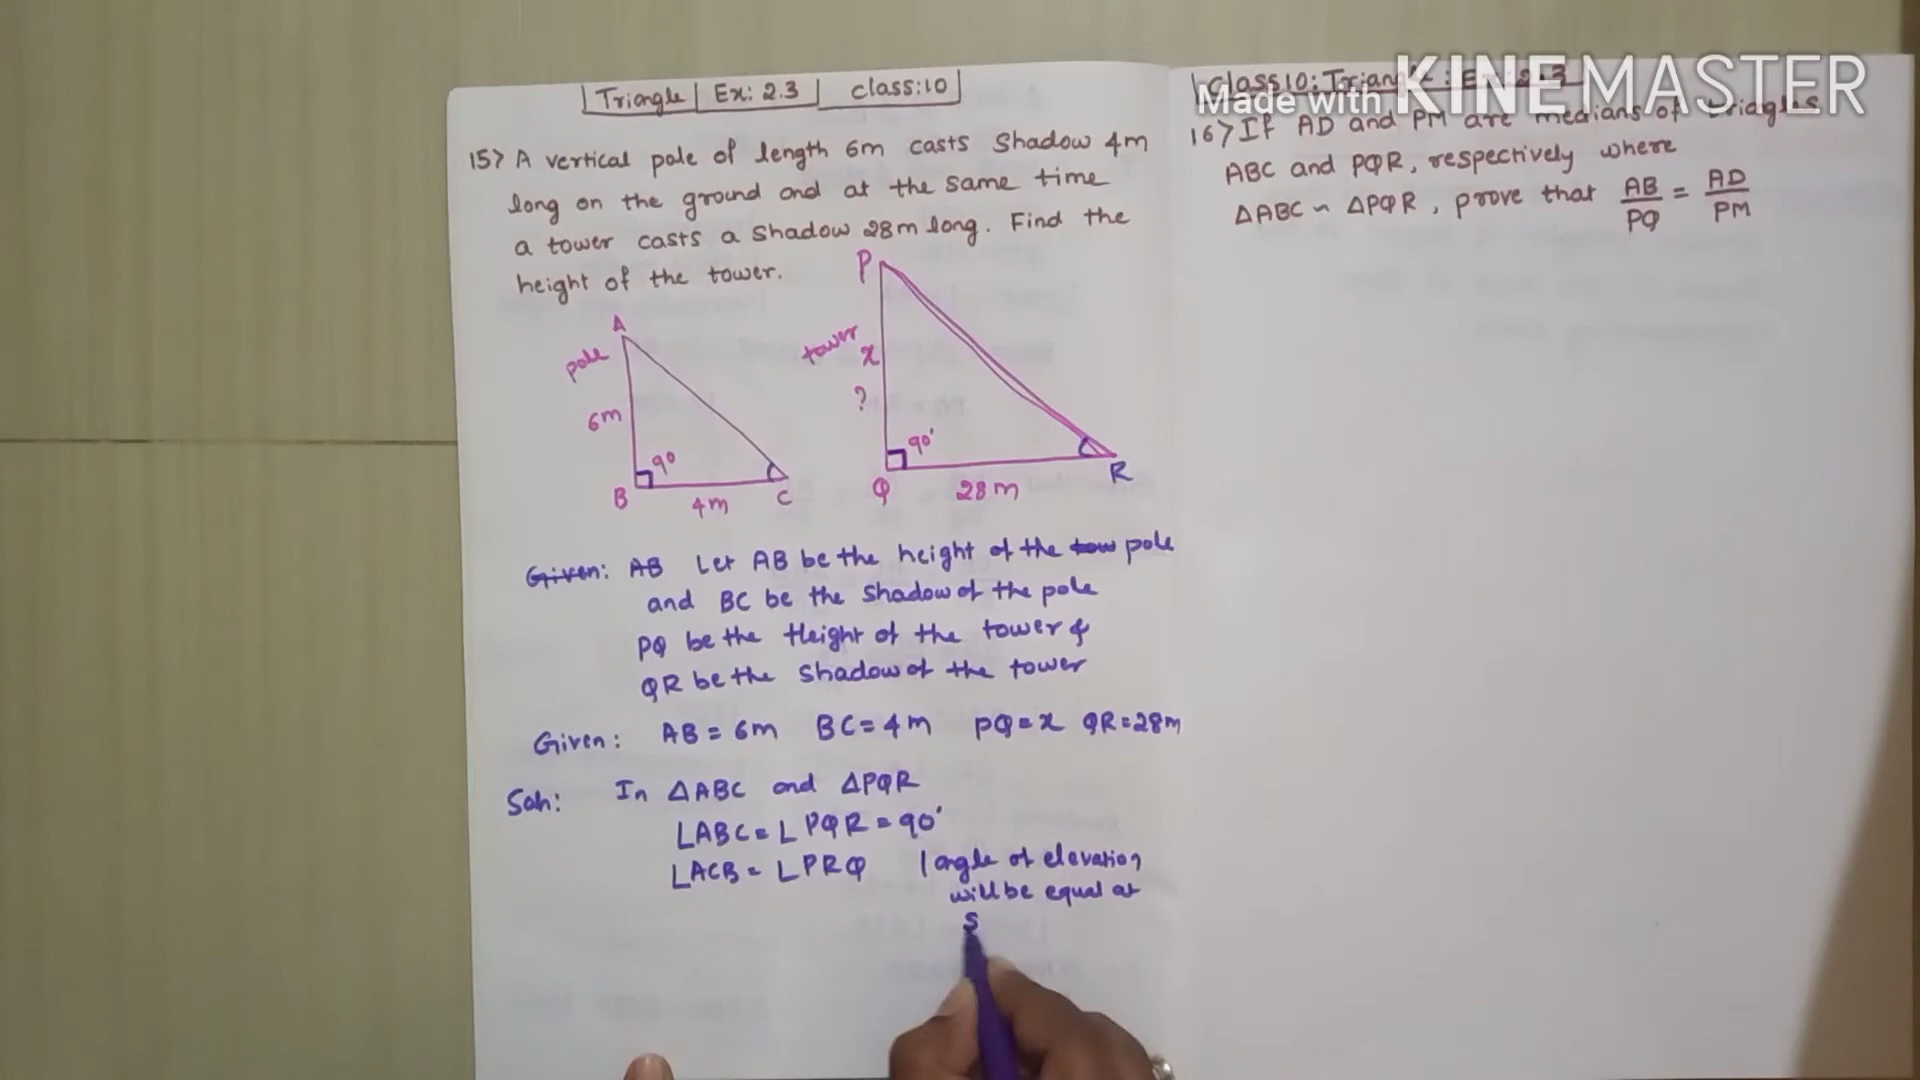 Triangle Ex: 2.3 class:10
15> A vertical pole of length 6m casts Shadow 4m
long on the ground and at the same time
a tower casts a shadow 28m long. Find the
height of the tower.
A
pole
6m
90
B
4m
C
P
tower
x
?
90°
Q
28m
R
Given: AB Let AB be the height of the tow pole
and BC be the shadow of the pole
PQ be the Height of the tower &
QR be the shadow of the tower
Given: AB = 6m BC = 4m PQ = x QR = 28m
Soln: In ΔABC and ΔPQR
∠ABC = ∠PQR = 90°
∠ACB = ∠PRQ | angle of elevation
will be equal at
S
Class10: Triangle : Ex: 2.3
Made with KINEMASTER
16> If AD and PM are medians of triagles
ABC and PQR, respectively where
ΔABC ~ ΔPQR, prove that AB/PQ = AD/PM